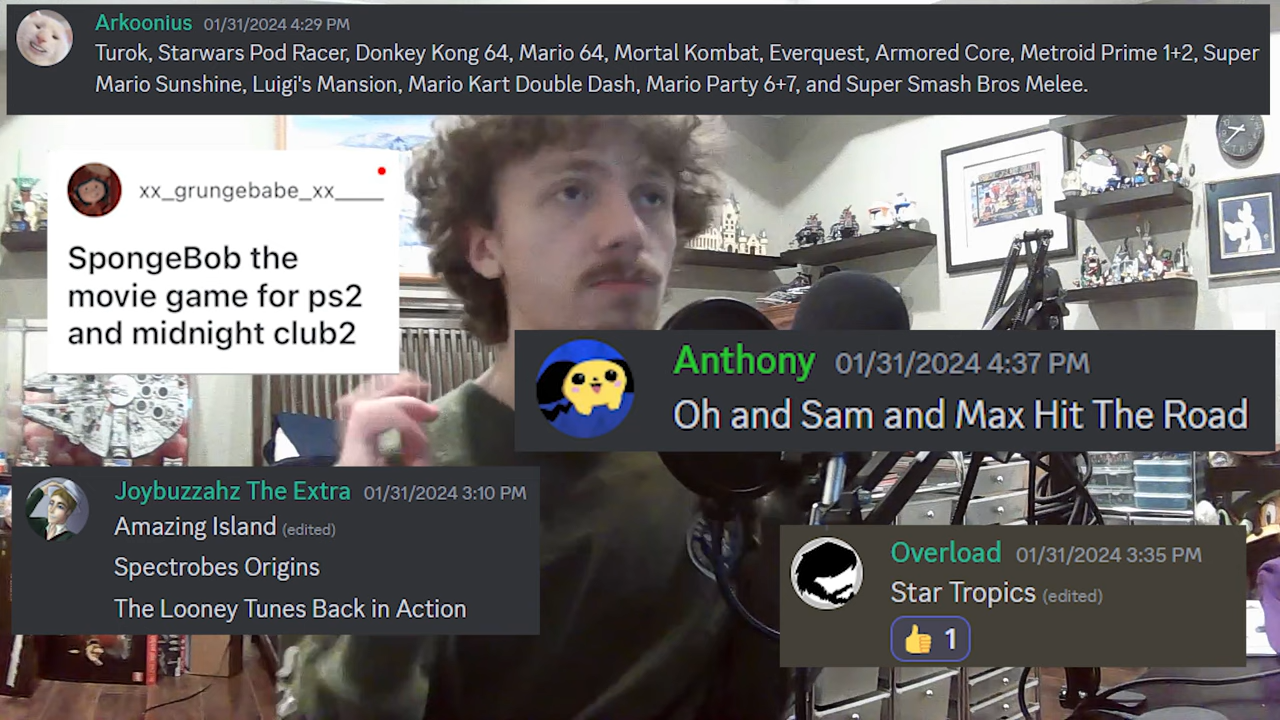 Arkoonius 01/31/2024 4:29 PM
Turok, Starwars Pod Racer, Donkey Kong 64, Mario 64, Mortal Kombat, Everquest, Armored Core, Metroid Prime 1+2, Super
Mario Sunshine, Luigi's Mansion, Mario Kart Double Dash, Mario Party 6+7, and Super Smash Bros Melee.
xx_grungebabe_xx____
SpongeBob the
movie game for ps2
and midnight club2
Anthony 01/31/2024 4:37 PM
Oh and Sam and Max Hit The Road
Joybuzzahz The Extra 01/31/2024 3:10 PM
Amazing Island (edited)
Spectrobes Origins
The Looney Tunes Back in Action
Overload 01/31/2024 3:35 PM
Star Tropics (edited)
👍 1